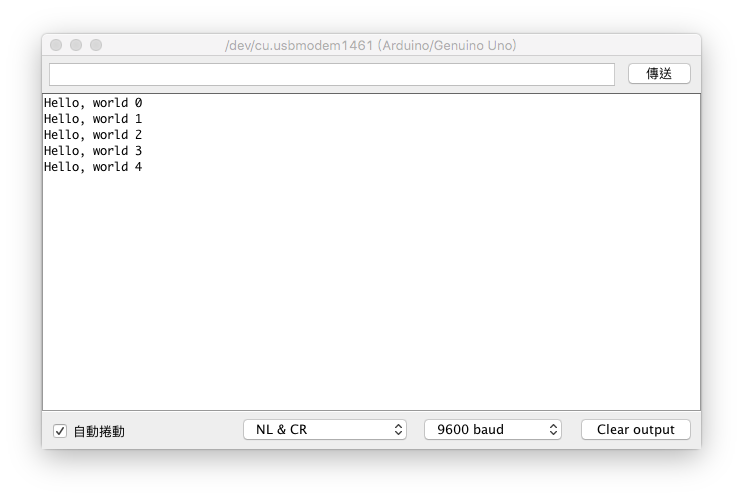 /dev/cu.usbmodem1461 (Arduino/Genuino Uno)
傳送
Hello, world 0
Hello, world 1
Hello, world 2
Hello, world 3
Hello, world 4
自動捲動
NL & CR
9600 baud
Clear output